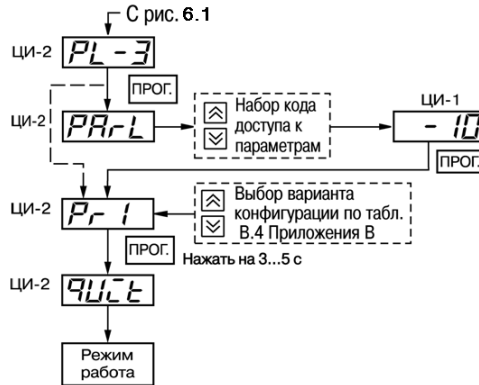 С рис. 6.1
ЦИ-2
PL-3
ПРОГ.
ЦИ-2
PArL
Набор кода
доступа к
параметрам
ЦИ-1
-10
ПРОГ.
ЦИ-2
Pr 1
Выбор варианта
конфигурации по табл.
В.4 Приложения В
ПРОГ.
Нажать на 3...5 с
ЦИ-2
quit
Режим
работа